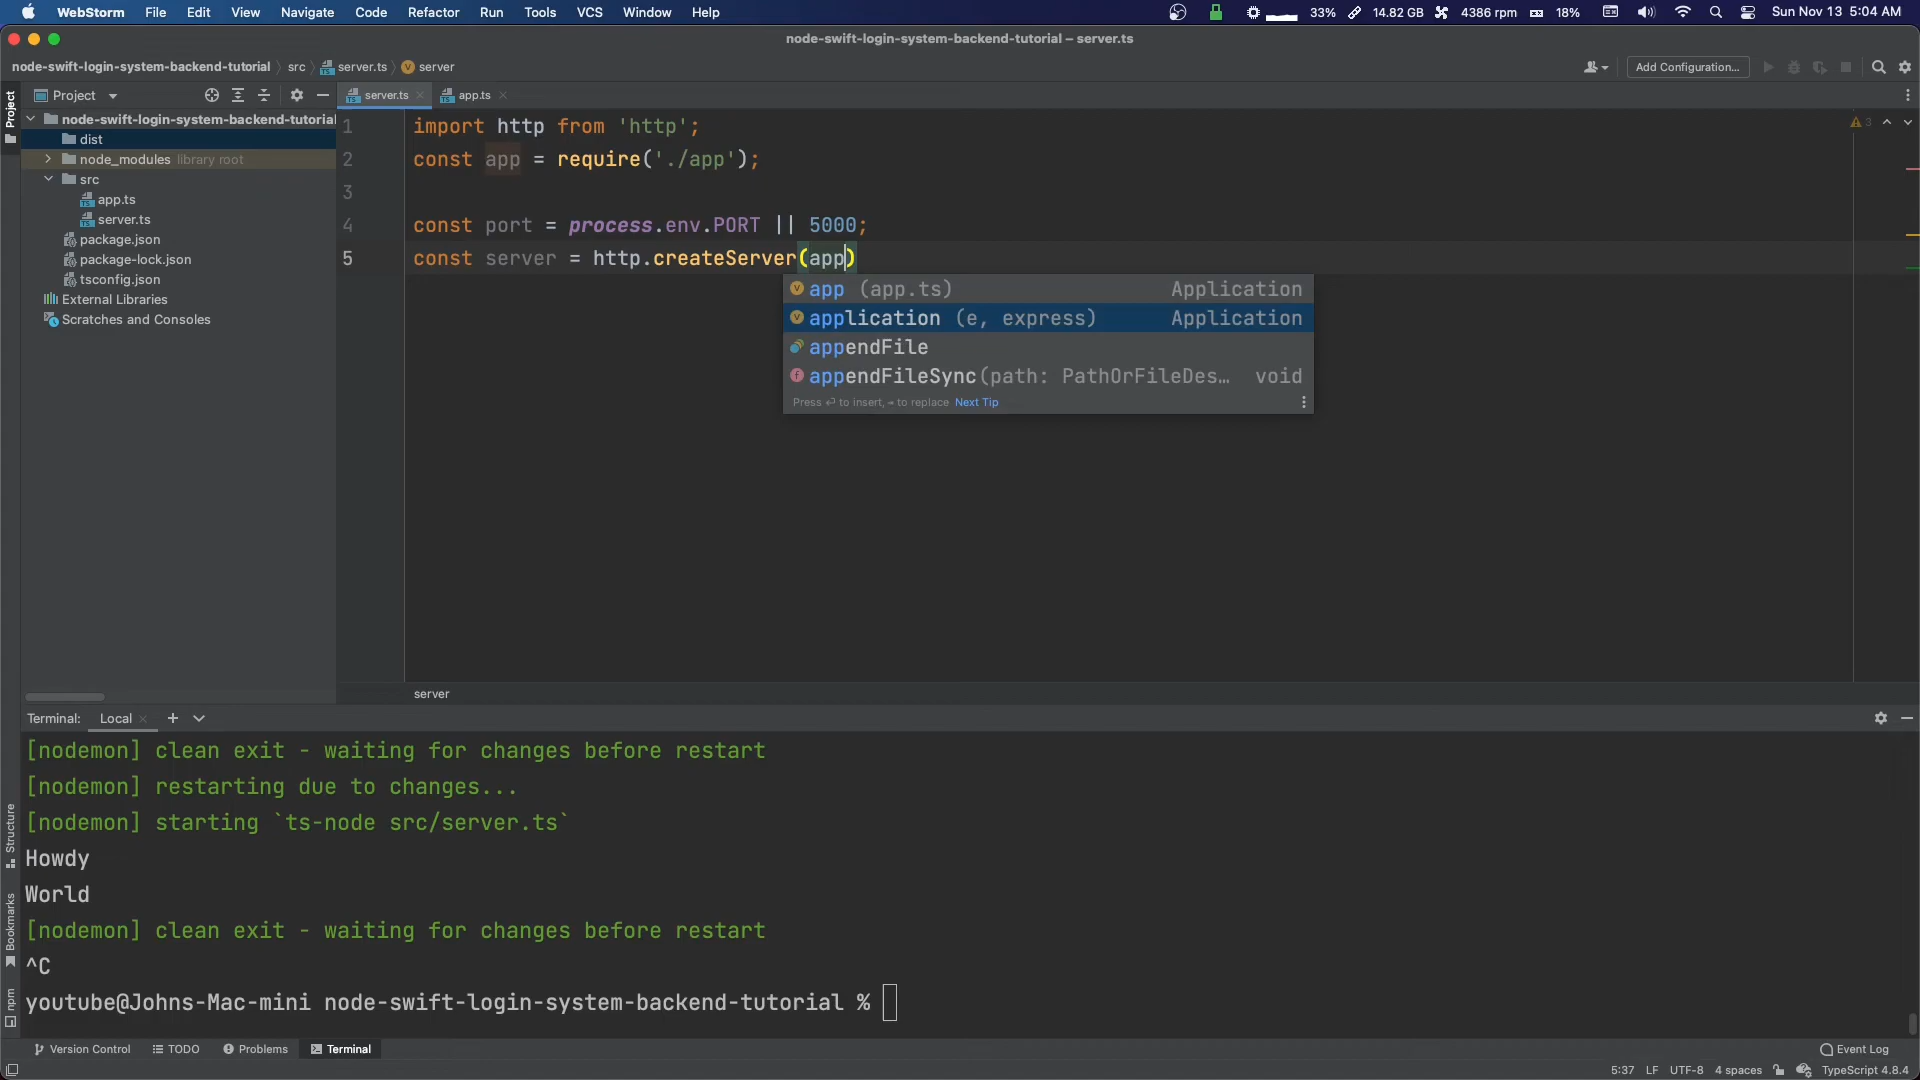 WebStorm File Edit View Navigate Code Refactor Run Tools VCS Window Help 33% 14.82 GB 4386 rpm 18% Sun Nov 13 5:04 AM
node-swift-login-system-backend-tutorial – server.ts
node-swift-login-system-backend-tutorial src server.ts server Add Configuration...
Project
Project
server.ts
app.ts
node-swift-login-system-backend-tutorial
dist
node_modules library root
src
app.ts
server.ts
package.json
package-lock.json
tsconfig.json
External Libraries
Scratches and Consoles
1 import http from 'http';
2 const app = require('./app');
3
4 const port = process.env.PORT || 5000;
5 const server = http.createServer(app)
3
app (app.ts) Application
application (e, express) Application
appendFile
appendFileSync(path: PathOrFileDes… void
Press ⏎ to insert, to replace Next Tip
server
Terminal: Local
[nodemon] clean exit - waiting for changes before restart
[nodemon] restarting due to changes...
[nodemon] starting `ts-node src/server.ts`
Howdy
World
[nodemon] clean exit - waiting for changes before restart
^C
youtube@Johns-Mac-mini node-swift-login-system-backend-tutorial %
Structure
Bookmarks
npm
Version Control TODO Problems Terminal Event Log
5:37 LF UTF-8 4 spaces TypeScript 4.8.4